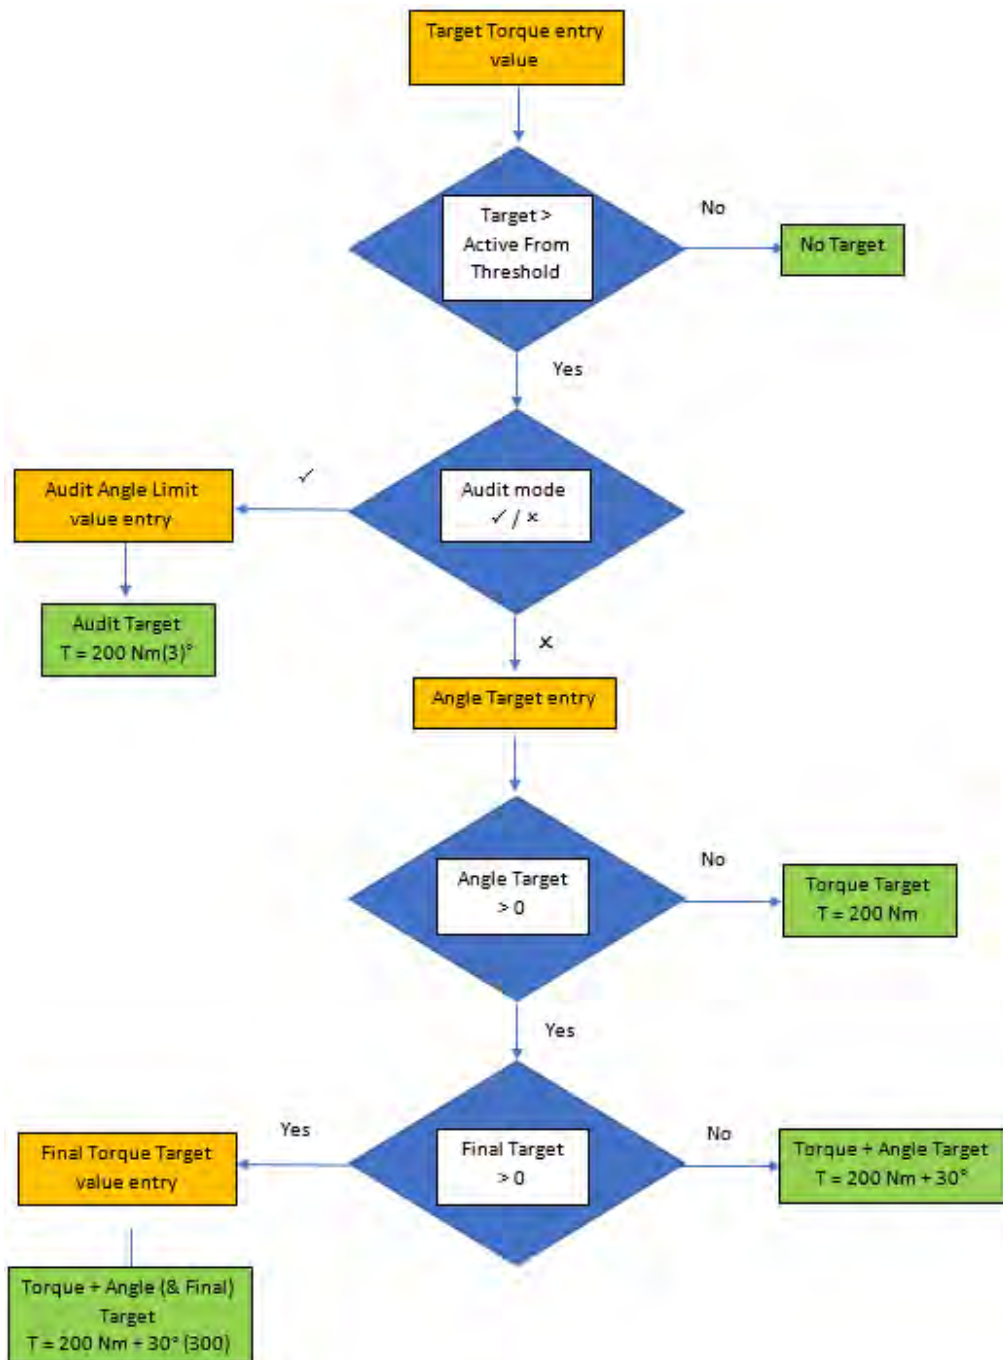 Target Torque entry
value
Target >
Active From
Threshold
No
No Target
Yes
Audit Angle Limit
value entry
✓
Audit mode
✓ / ×
Audit Target
T = 200 Nm(3)°
×
Angle Target entry
Angle Target
> 0
No
Torque Target
T = 200 Nm
Yes
Final Torque Target
value entry
Yes
Final Target
> 0
No
Torque + Angle Target
T = 200 Nm + 30°
Torque + Angle (& Final)
Target
T = 200 Nm + 30° (300)